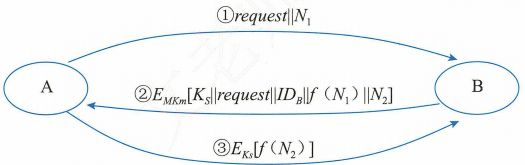 ①request||N₁
A
B
②E_MKm[K_S||request||ID_B||f（N₁）||N₂]
③E_Ks[f（N₂）]